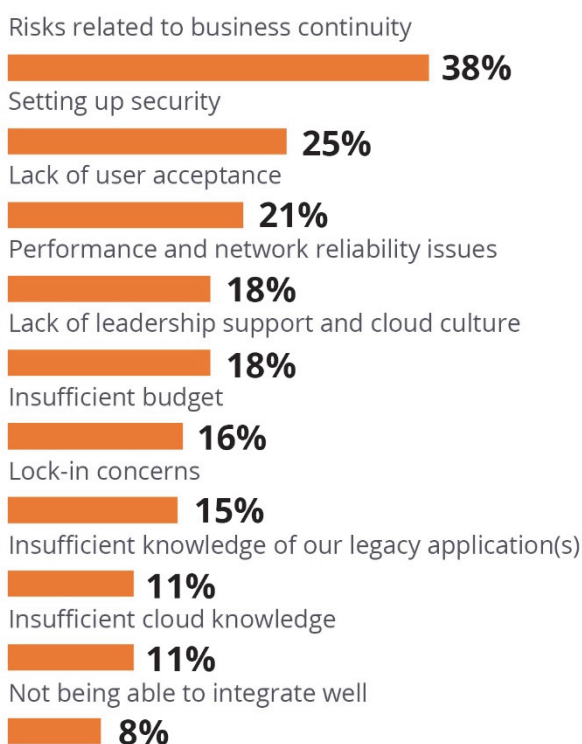 Risks related to business continuity
38%
Setting up security
25%
Lack of user acceptance
21%
Performance and network reliability issues
18%
Lack of leadership support and cloud culture
18%
Insufficient budget
16%
Lock-in concerns
15%
Insufficient knowledge of our legacy application(s)
11%
Insufficient cloud knowledge
11%
Not being able to integrate well
8%